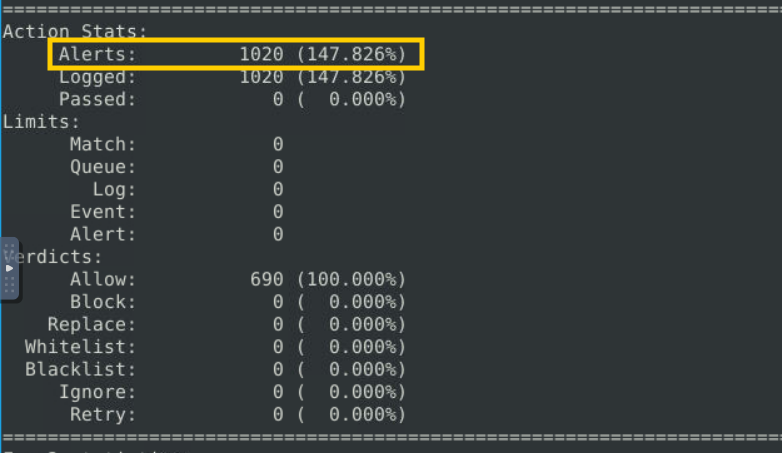 Action Stats:
Alerts: 1020 (147.826%)
Logged: 1020 (147.826%)
Passed: 0 ( 0.000%)
Limits:
Match: 0
Queue: 0
Log: 0
Event: 0
Alert: 0
Verdicts:
Allow: 690 (100.000%)
Block: 0 ( 0.000%)
Replace: 0 ( 0.000%)
Whitelist: 0 ( 0.000%)
Blacklist: 0 ( 0.000%)
Ignore: 0 ( 0.000%)
Retry: 0 ( 0.000%)